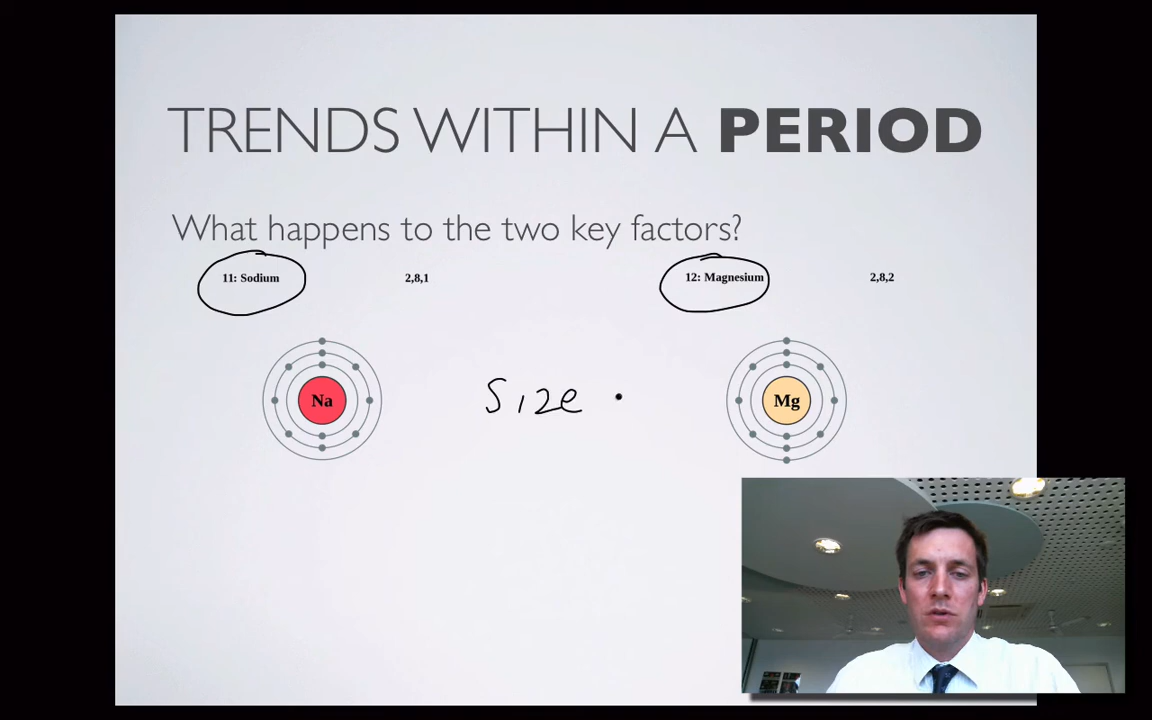 TRENDS WITHIN A PERIOD
What happens to the two key factors?
11: Sodium 2,8,1 12: Magnesium 2,8,2
Na Size Mg